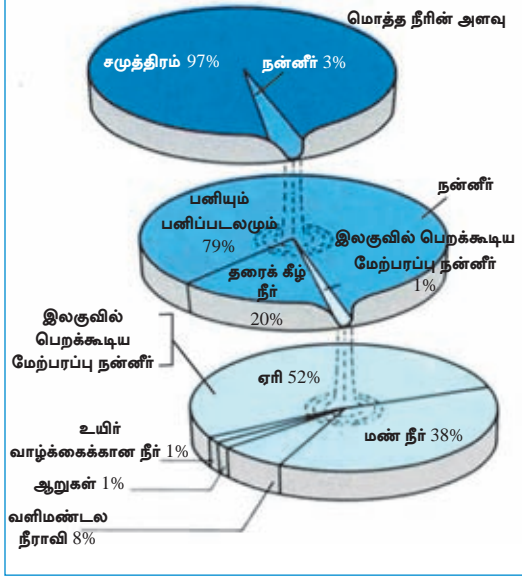 மொத்த நீரின் அளவு
சமுத்திரம் 97%
நன்னீர் 3%
நன்னீர்
பனியும்
பனிப்படலமும்
79%
இலகுவில் பெறக்கூடிய
மேற்பரப்பு நன்னீர்
1%
தரைக் கீழ்
நீர்
20%
இலகுவில்
பெறக்கூடிய
மேற்பரப்பு நன்னீர்
ஏரி 52%
மண் நீர் 38%
உயிர்
வாழ்க்கைக்கான நீர் 1%
ஆறுகள் 1%
வளிமண்டல
நீராவி 8%